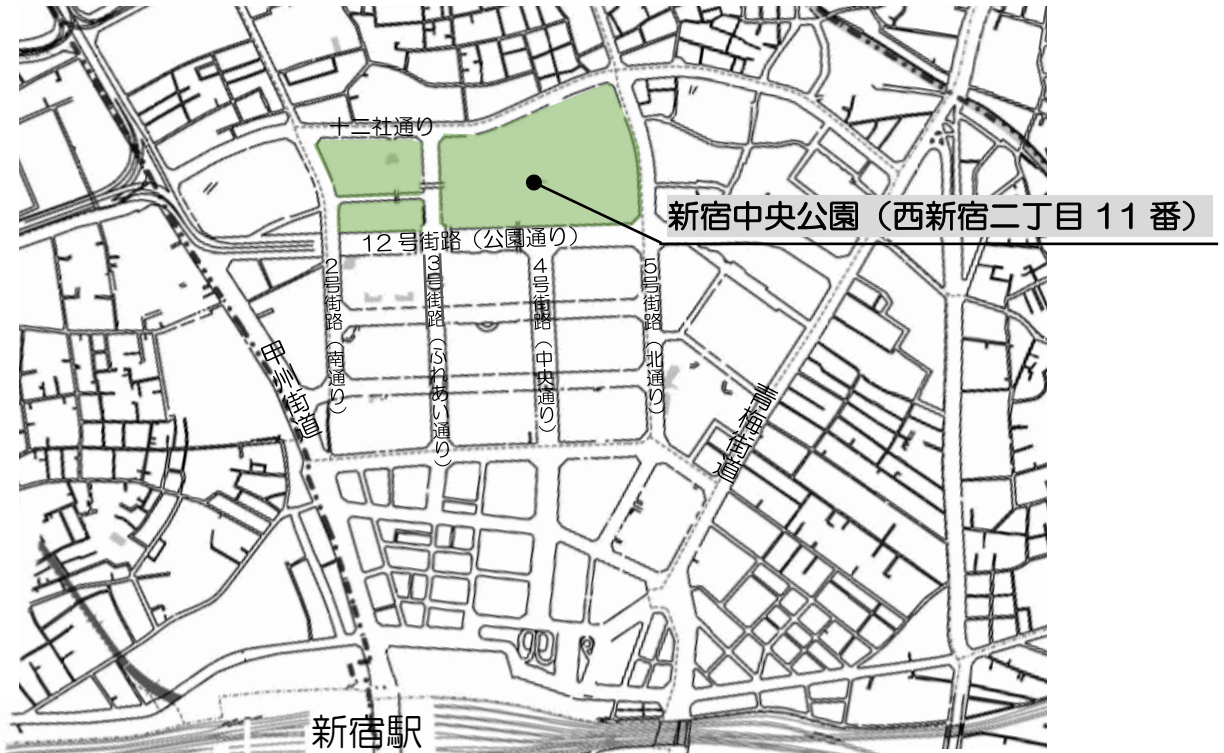 十二社通り
新宿中央公園（西新宿二丁目 11 番）
12 号街路（公園通り）
2号街路（南通り）
3号街路（ふれあい通り）
4号街路（中央通り）
5号街路（北通り）
甲州街道
青梅街道
新宿駅